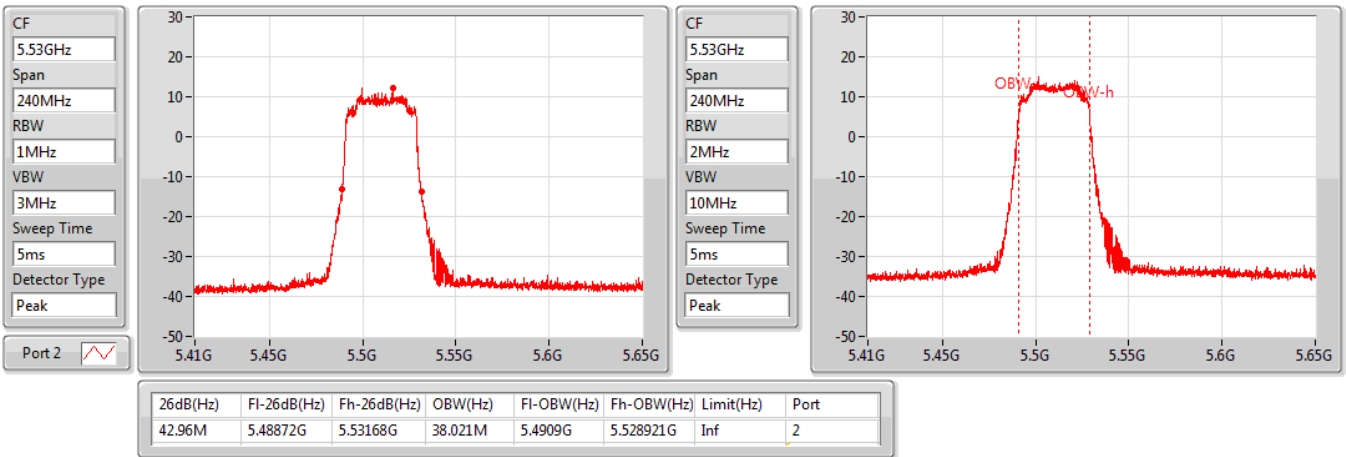 CF
5.53GHz
Span
240MHz
RBW
1MHz
VBW
3MHz
Sweep Time
5ms
Detector Type
Peak
Port 2
30
20
10
0
-10
-20
-30
-40
-50
5.41G 5.45G 5.5G 5.55G 5.6G 5.65G
CF
5.53GHz
Span
240MHz
RBW
2MHz
VBW
10MHz
Sweep Time
5ms
Detector Type
Peak
30
20
10
0
-10
-20
-30
-40
-50
OBW-l
OBW-h
5.41G 5.45G 5.5G 5.55G 5.6G 5.65G
26dB(Hz) Fl-26dB(Hz) Fh-26dB(Hz) OBW(Hz) Fl-OBW(Hz) Fh-OBW(Hz) Limit(Hz) Port
42.96M 5.48872G 5.53168G 38.021M 5.4909G 5.528921G Inf 2